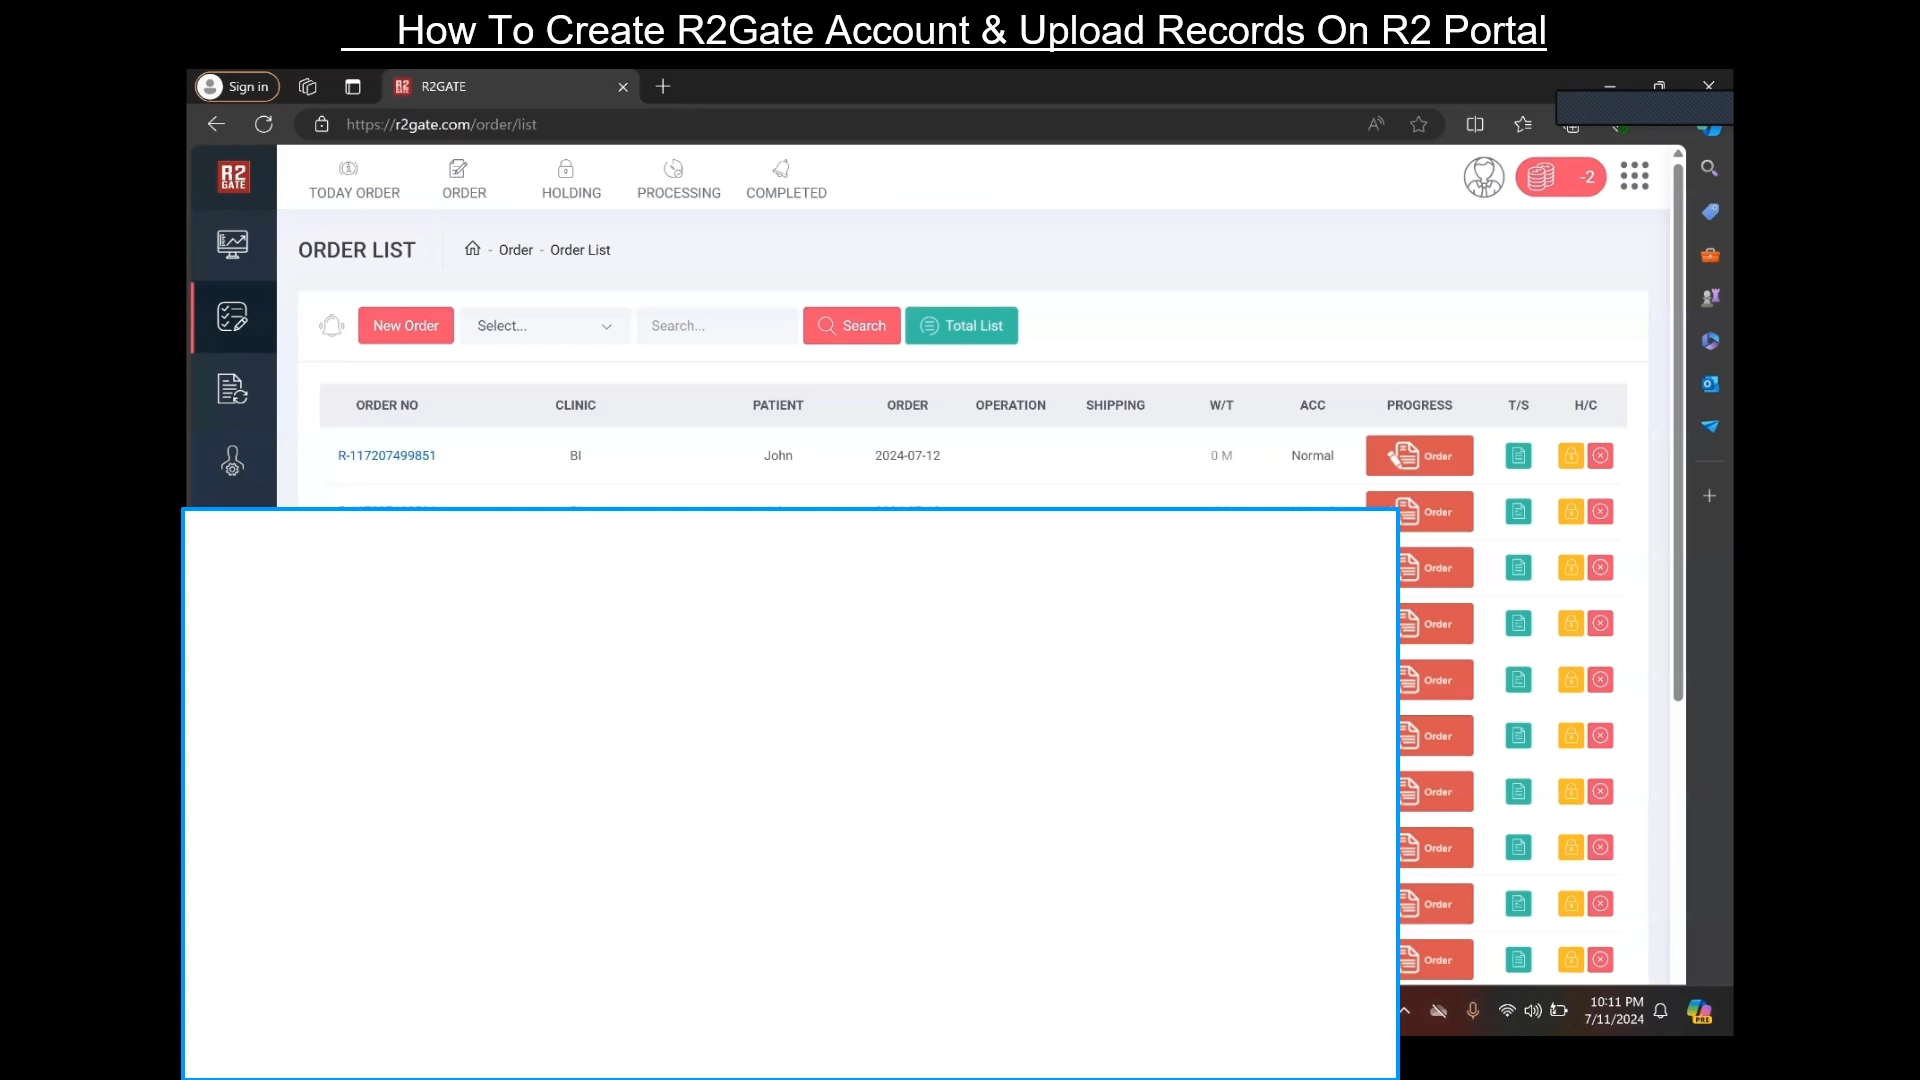 How To Create R2Gate Account & Upload Records On R2 Portal
Sign in
R2GATE
https://r2gate.com/order/list
R2 GATE
TODAY ORDER
ORDER
HOLDING
PROCESSING
COMPLETED
-2
ORDER LIST
- Order - Order List
New Order
Select...
Search...
Search
Total List
ORDER NO CLINIC PATIENT ORDER OPERATION SHIPPING W/T ACC PROGRESS T/S H/C
R-117207499851 BI John 2024-07-12 0 M Normal Order
Order
Order
Order
Order
Order
Order
Order
Order
Order
10:11 PM
7/11/2024
PRE